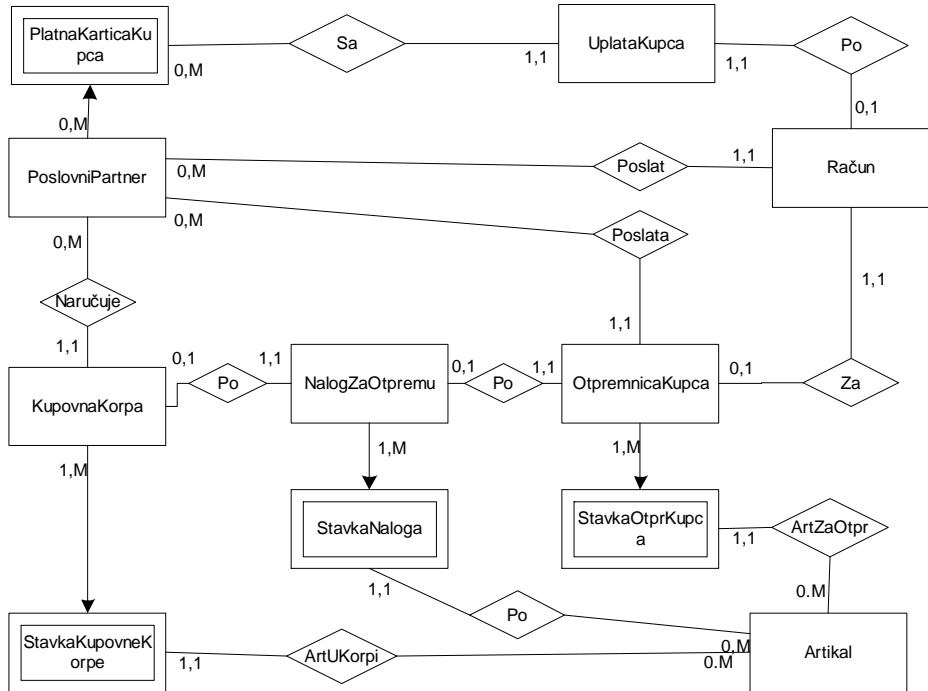 PlatnaKarticaKu
pca
Sa
UplataKupca
Po
0,M
1,1
1,1
0,M
0,1
PoslovniPartner
0,M
Poslat
1,1
Račun
0,M
0,M
Poslata
Naručuje
1,1
1,1
1,1
KupovnaKorpa
0,1
Po
1,1
NalogZaOtpremu
0,1
Po
1,1
OtpremnicaKupca
0,1
Za
1,M
1,M
1,M
StavkaNaloga
StavkaOtprKupc
a
1,1
ArtZaOtpr
1,1
Po
0.M
0,M
StavkaKupovneK
orpe
1,1
ArtUKorpi
0.M
Artikal